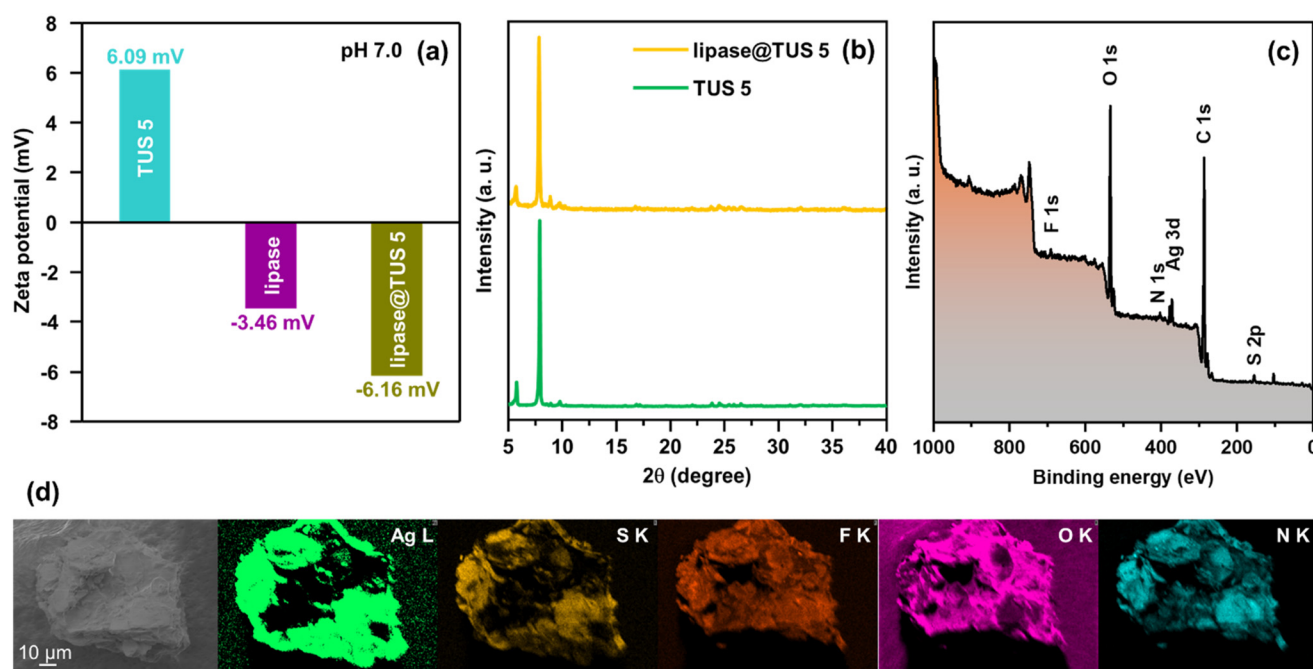 (a)
pH 7.0
Zeta potential (mV)
8
6
4
2
0
-2
-4
-6
-8
6.09 mV
TUS 5
lipase
-3.46 mV
lipase@TUS 5
-6.16 mV
(b)
lipase@TUS 5
TUS 5
Intensity (a. u.)
5 10 15 20 25 30 35 40
2θ (degree)
(c)
Intensity (a. u.)
F 1s
O 1s
N 1s
Ag 3d
C 1s
S 2p
1000 800 600 400 200 0
Binding energy (eV)
(d)
10 µm
Ag L
S K
F K
O K
N K